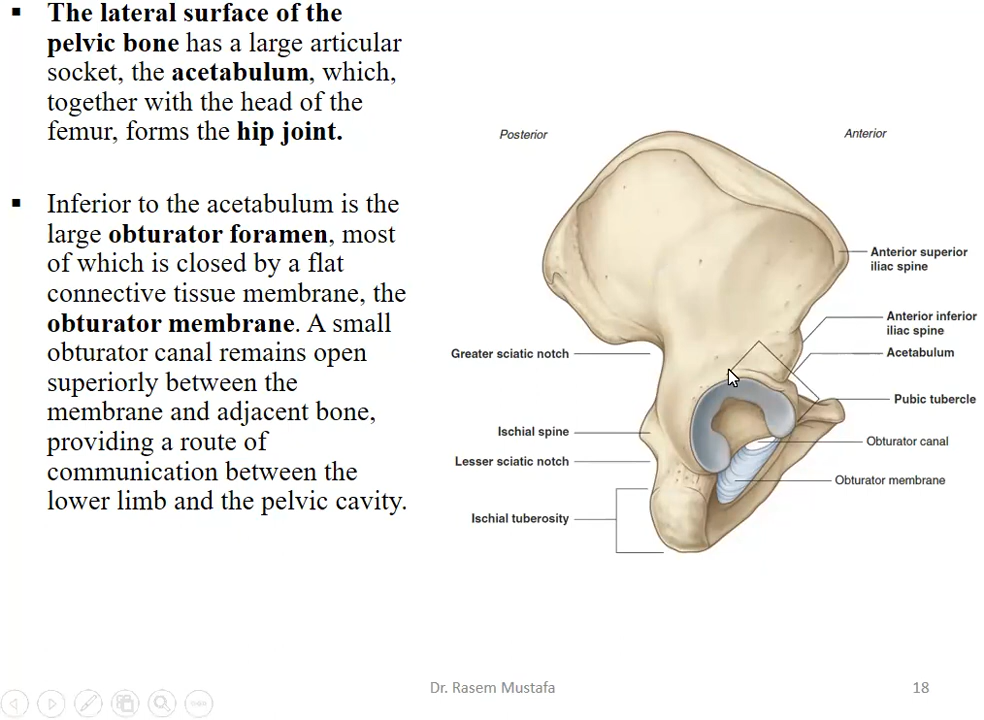 ▪ The lateral surface of the
pelvic bone has a large articular
socket, the acetabulum, which,
together with the head of the
femur, forms the hip joint.
▪ Inferior to the acetabulum is the
large obturator foramen, most
of which is closed by a flat
connective tissue membrane, the
obturator membrane. A small
obturator canal remains open
superiorly between the
membrane and adjacent bone,
providing a route of
communication between the
lower limb and the pelvic cavity.
Posterior
Anterior
Anterior superior
iliac spine
Anterior inferior
iliac spine
Greater sciatic notch
Acetabulum
Pubic tubercle
Ischial spine
Obturator canal
Lesser sciatic notch
Obturator membrane
Ischial tuberosity
Dr. Rasem Mustafa
18